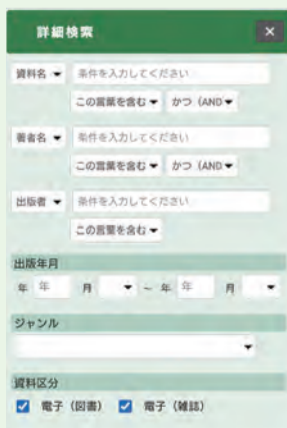 詳細検索 ×
資料名 ▼ 条件を入力してください
この言葉を含む ▼ かつ (AND ▼
著者名 ▼ 条件を入力してください
この言葉を含む ▼ かつ (AND ▼
出版者 ▼ 条件を入力してください
この言葉を含む ▼
出版年月
年 年 月 ▼ ~ 年 年 月 ▼
ジャンル
▼
資料区分
電子（図書） 電子（雑誌）